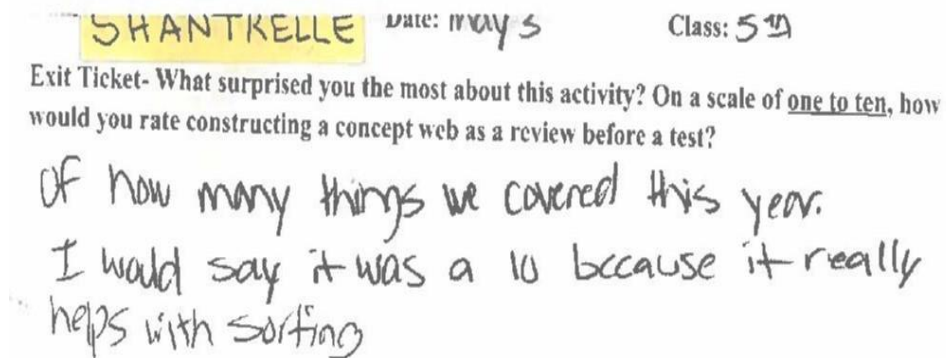 SHANTRELLE Date: May 5 Class: 5th
Exit Ticket- What surprised you the most about this activity? On a scale of one to ten, how
would you rate constructing a concept web as a review before a test?
Of how many things we covered this year.
I would say it was a 10 because it really
helps with sorting